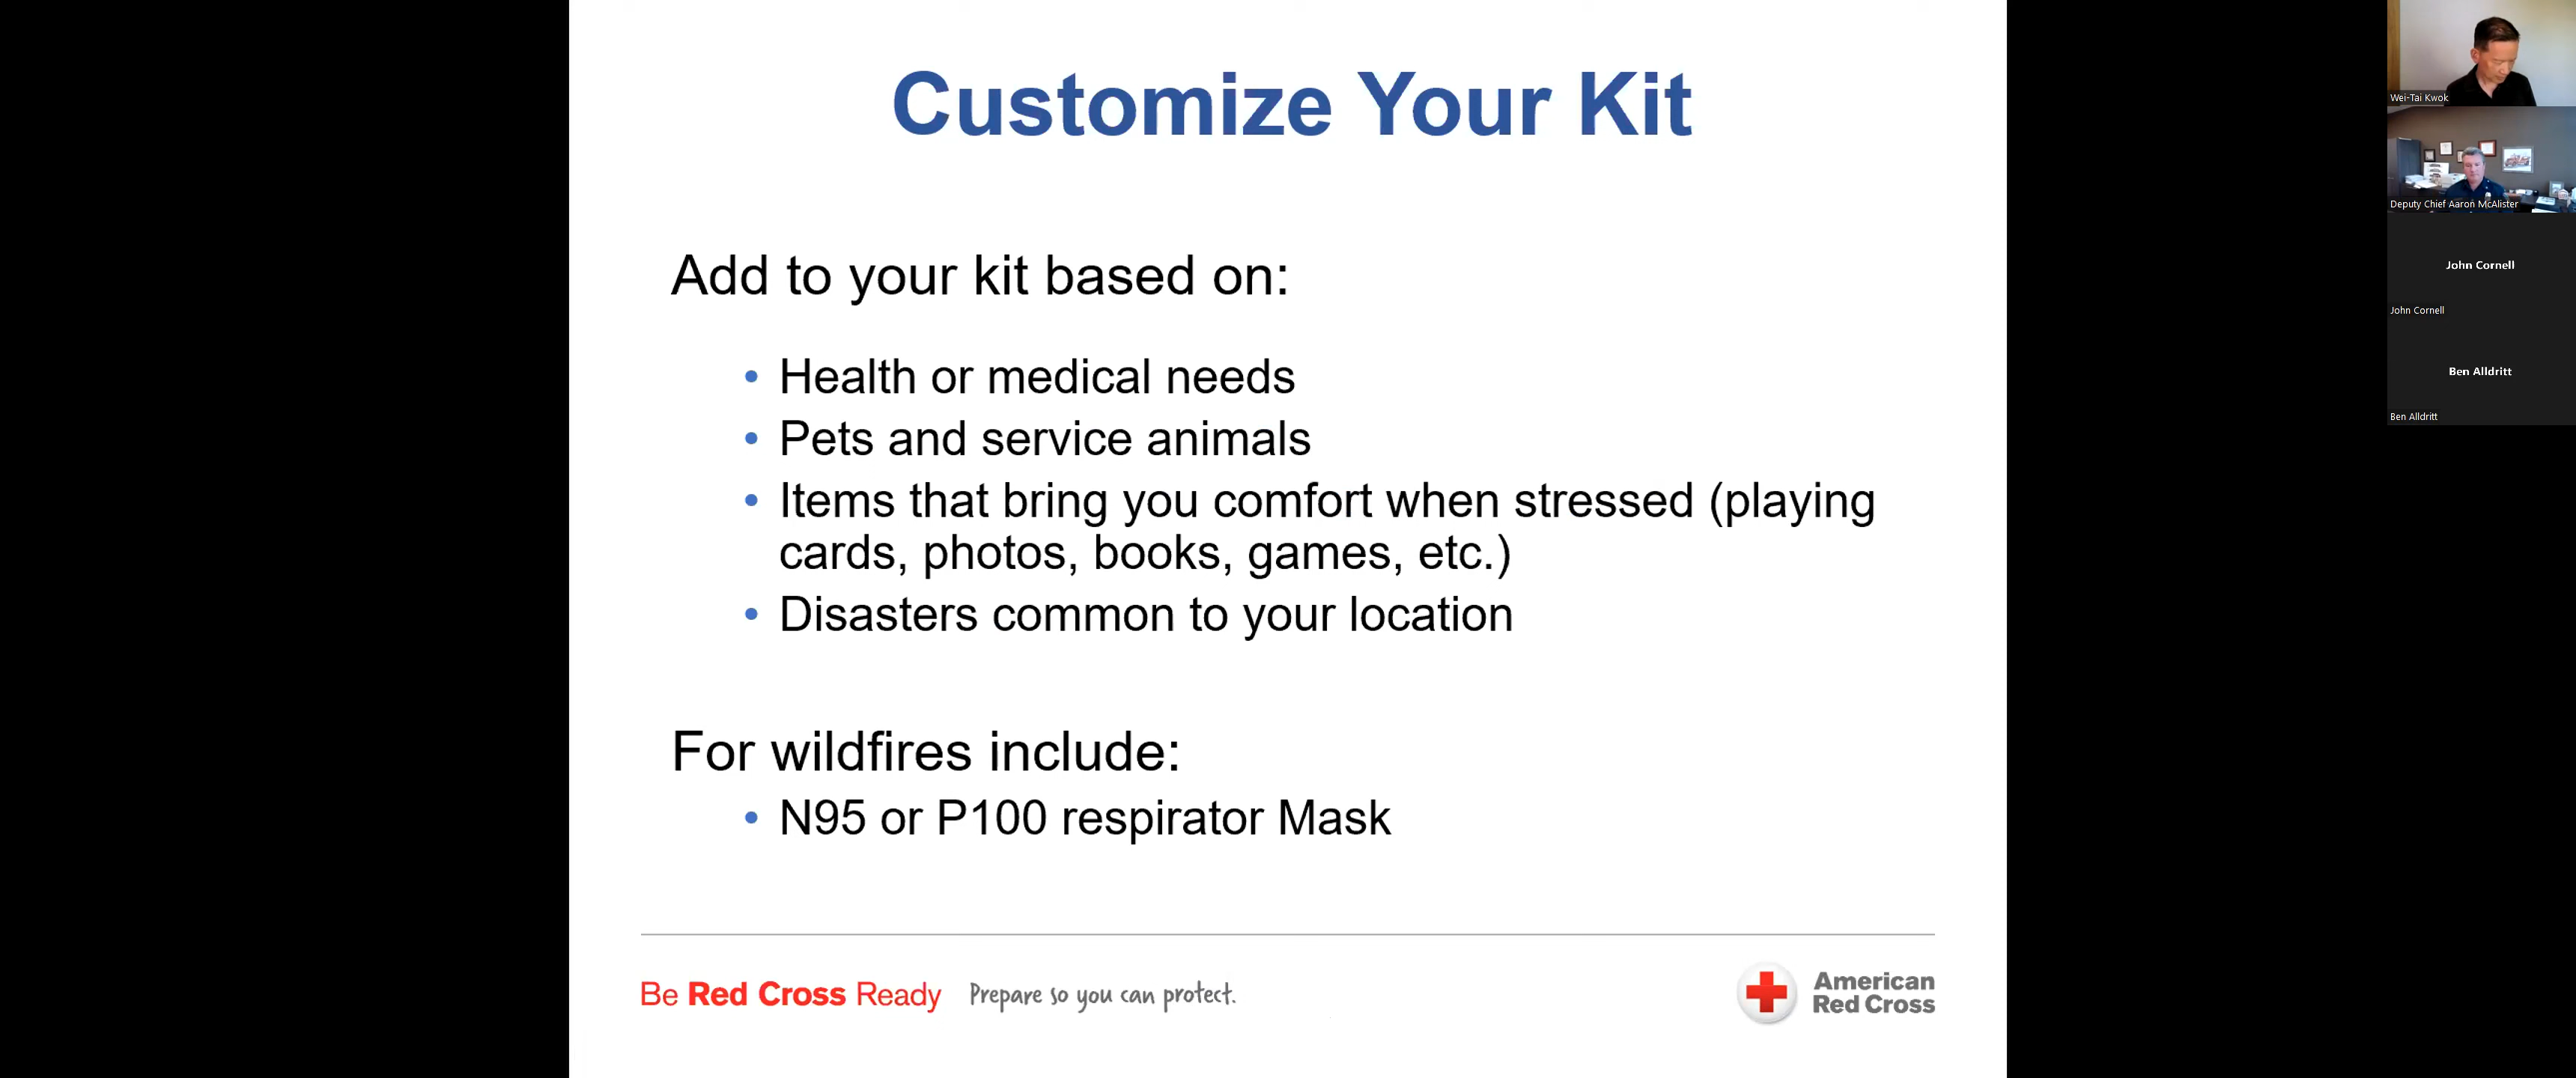 Customize Your Kit
Add to your kit based on:
• Health or medical needs
• Pets and service animals
• Items that bring you comfort when stressed (playing
cards, photos, books, games, etc.)
• Disasters common to your location
For wildfires include:
• N95 or P100 respirator Mask
Be Red Cross Ready Prepare so you can protect.
American
Red Cross
Wei-Tai Kwok
Deputy Chief Aaron McAlister
John Cornell
John Cornell
Ben Alldritt
Ben Alldritt